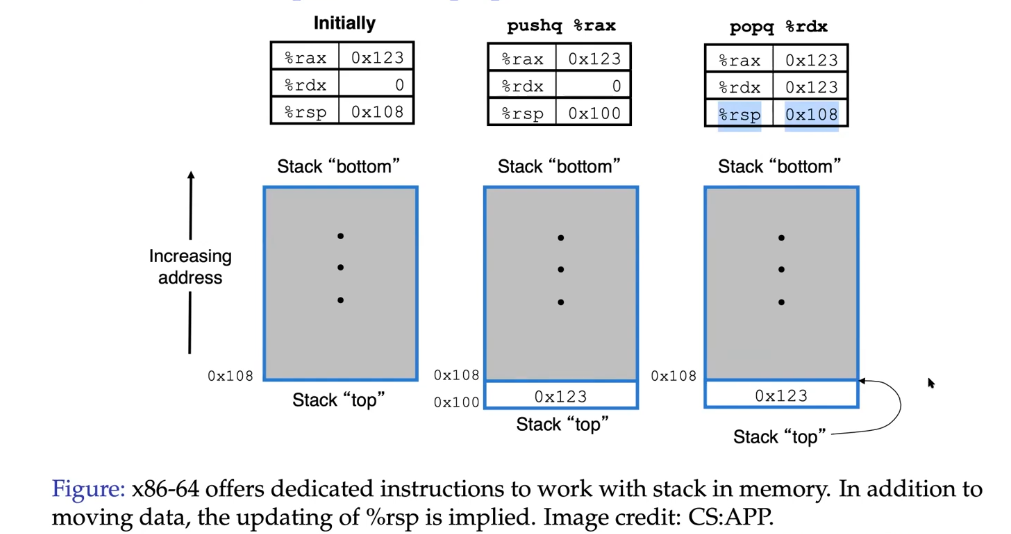 Initially
%rax 0x123
%rdx 0
%rsp 0x108
pushq %rax
%rax 0x123
%rdx 0
%rsp 0x100
popq %rdx
%rax 0x123
%rdx 0x123
%rsp 0x108
Stack “bottom”
Stack “bottom”
Stack “bottom”
Increasing
address
0x108
Stack “top”
0x108
0x100
0x123
Stack “top”
0x108
0x123
Stack “top”
Figure: x86-64 offers dedicated instructions to work with stack in memory. In addition to
moving data, the updating of %rsp is implied. Image credit: CS:APP.